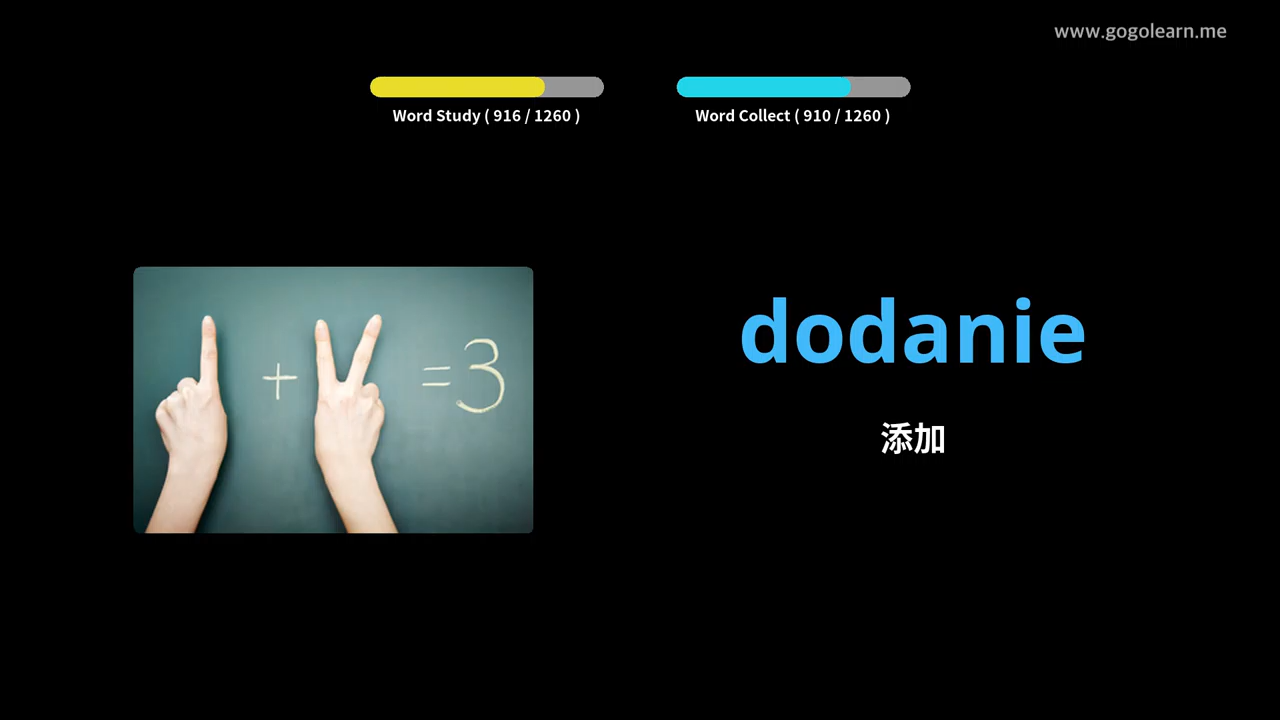 www.gogolearn.me
Word Study ( 916 / 1260 )
Word Collect ( 910 / 1260 )
+ = 3
dodanie
添加